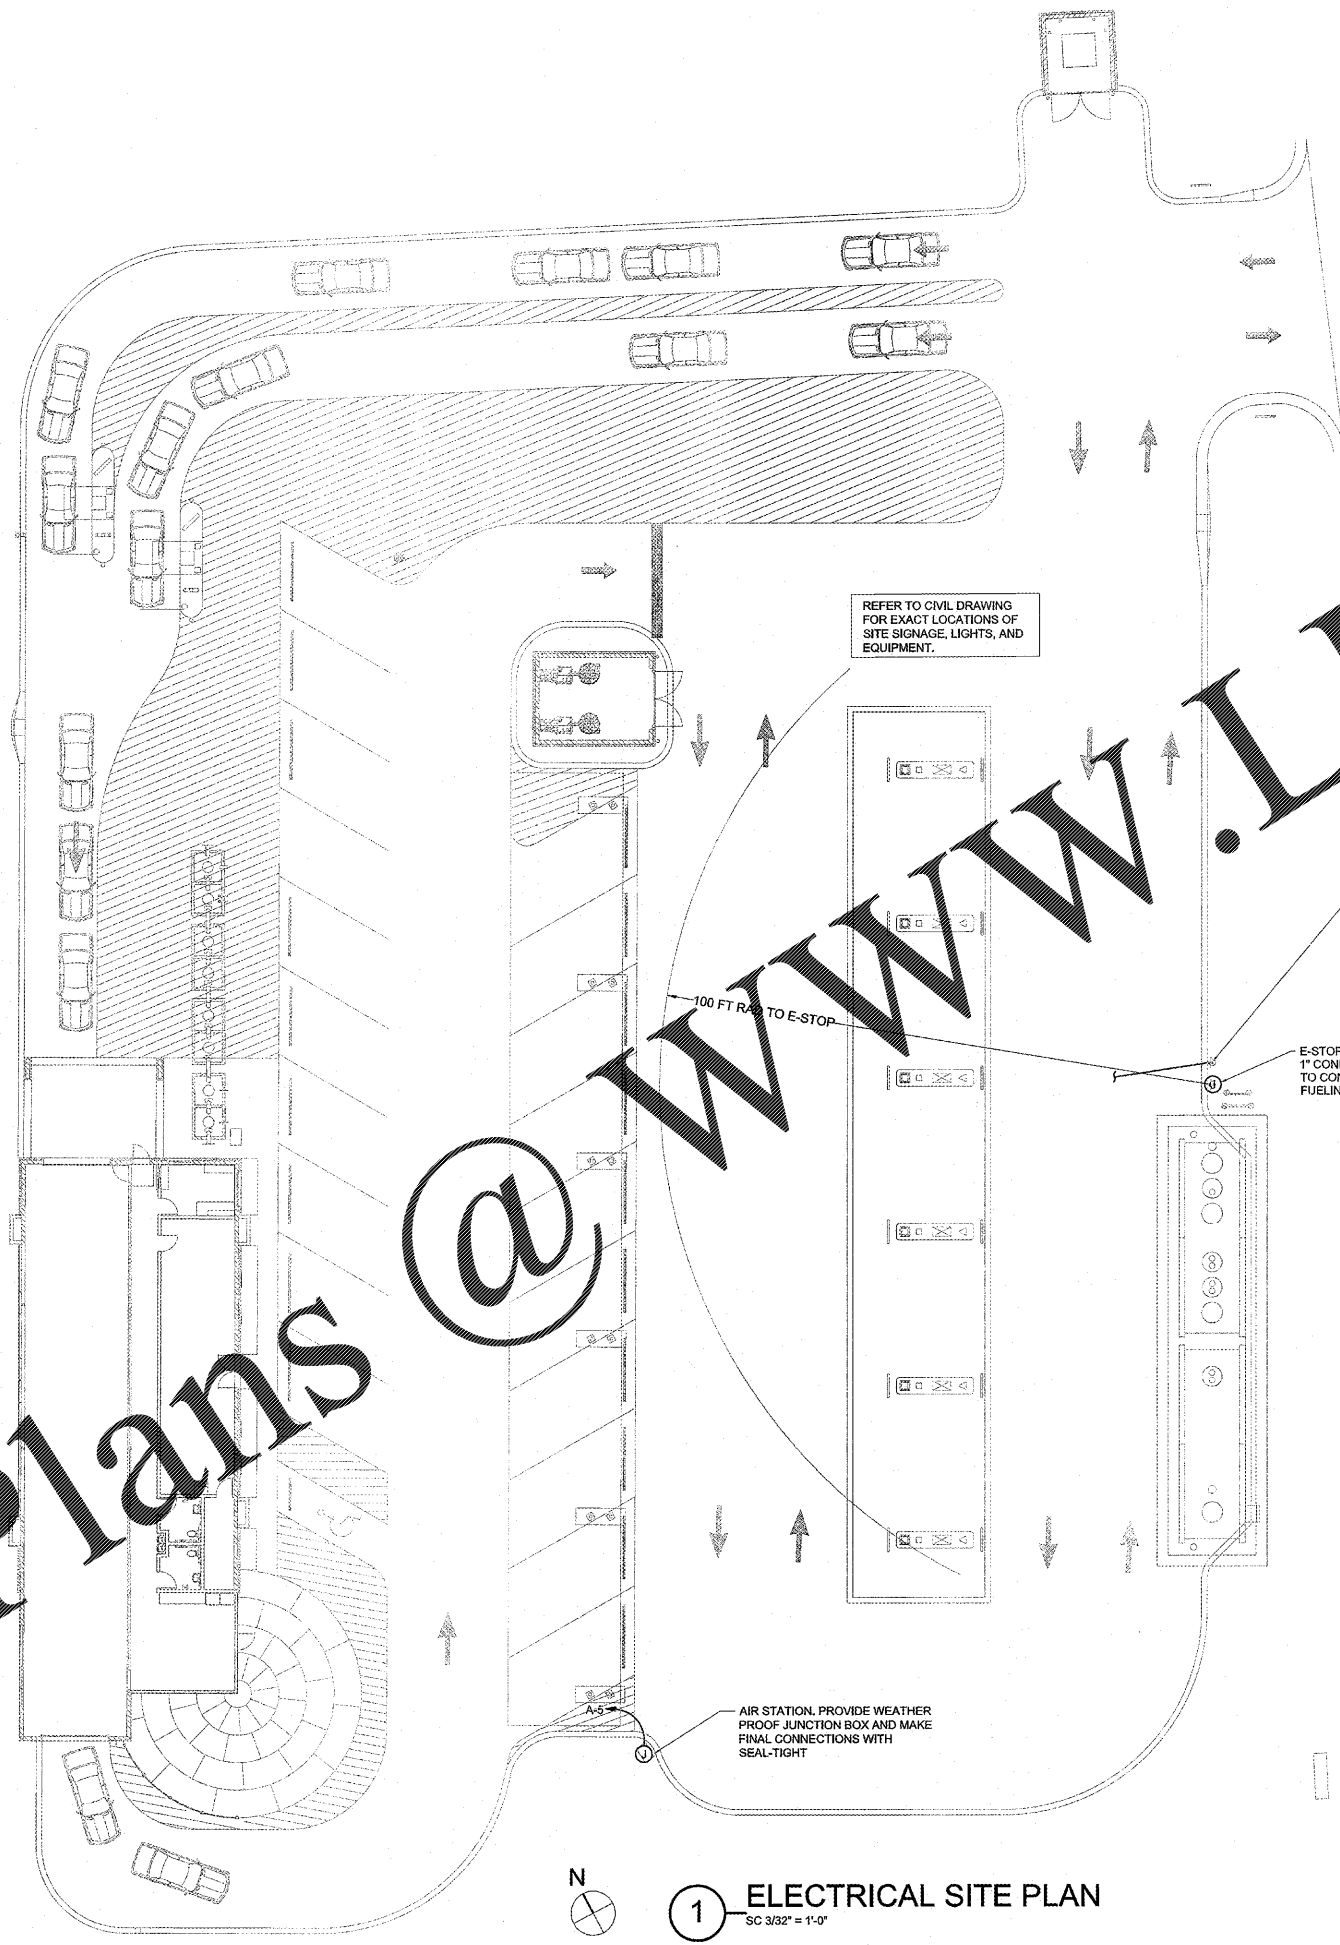 REFER TO CIVIL DRAWING
FOR EXACT LOCATIONS OF
SITE SIGNAGE, LIGHTS, AND
EQUIPMENT.
www.L
100 FT RAD TO E-STOP
E-STOP
1" CON
TO CON
FUELIN
Plans @
A-5
AIR STATION. PROVIDE WEATHER
PROOF JUNCTION BOX AND MAKE
FINAL CONNECTIONS WITH
SEAL-TIGHT
J
N
1
ELECTRICAL SITE PLAN
SC 3/32" = 1'-0"